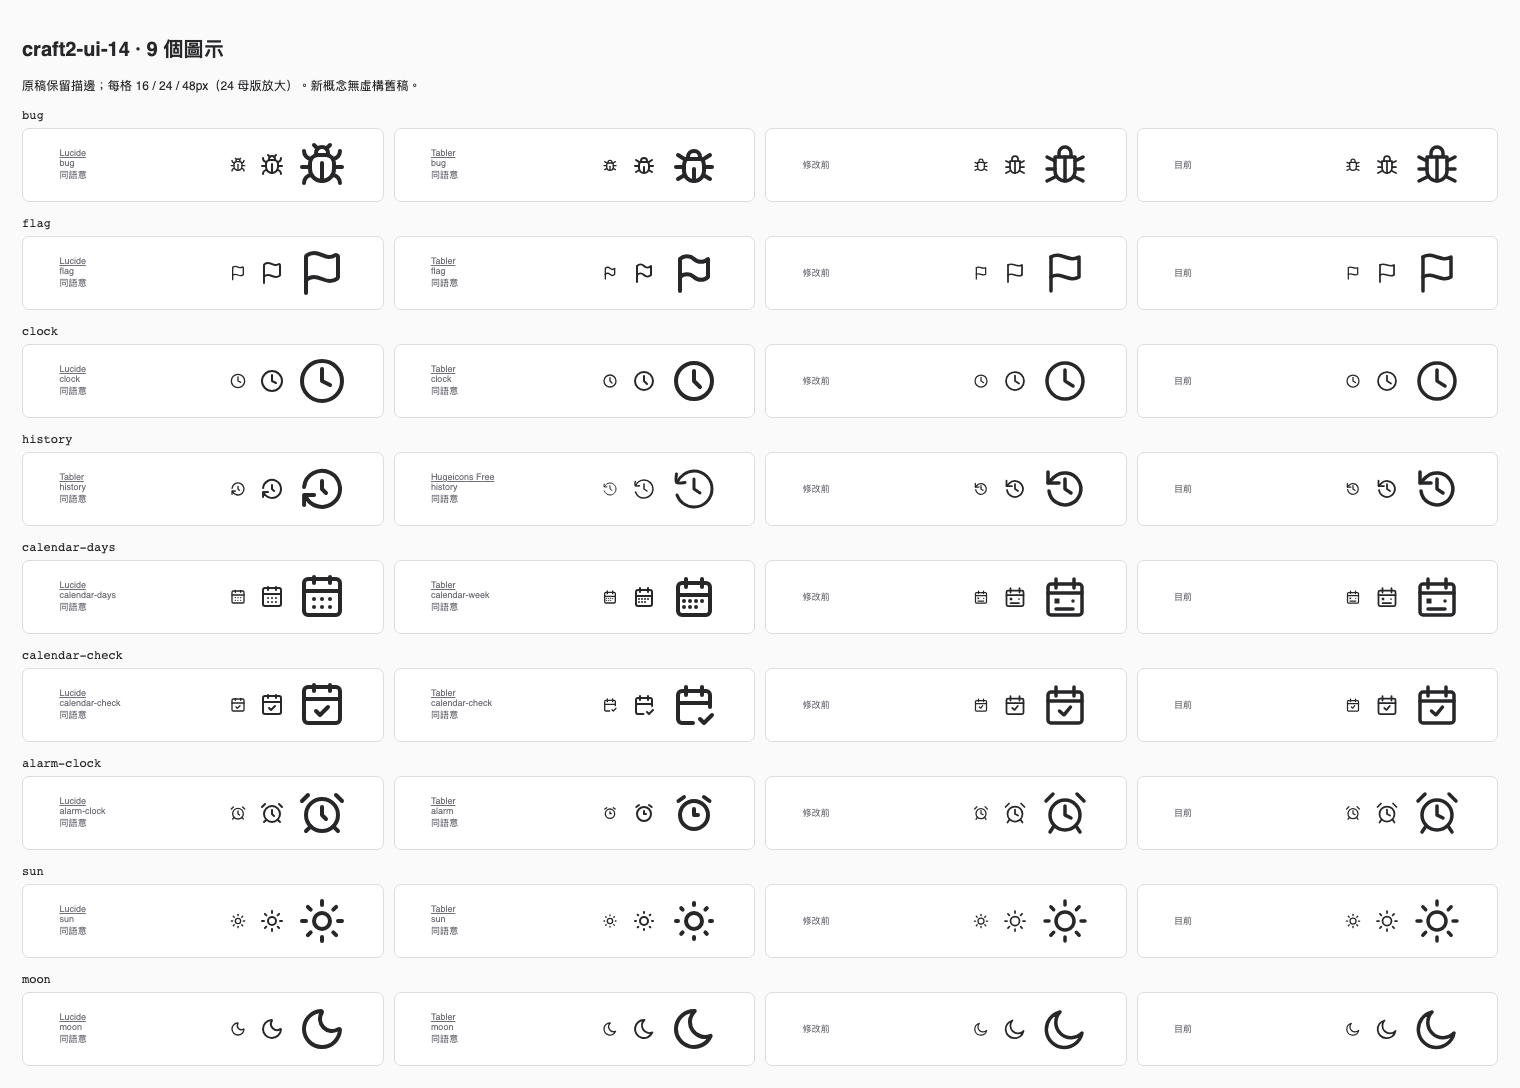 craft2-ui-14 · 9 個圖示
原稿保留描邊；每格 16 / 24 / 48px（24 母版放大）。新概念無虛構舊稿。
bug
Lucide
bug
同語意
Tabler
bug
同語意
修改前
目前
flag
Lucide
flag
同語意
Tabler
flag
同語意
修改前
目前
clock
Lucide
clock
同語意
Tabler
clock
同語意
修改前
目前
history
Tabler
history
同語意
Hugeicons Free
history
同語意
修改前
目前
calendar-days
Lucide
calendar-days
同語意
Tabler
calendar-week
同語意
修改前
目前
calendar-check
Lucide
calendar-check
同語意
Tabler
calendar-check
同語意
修改前
目前
alarm-clock
Lucide
alarm-clock
同語意
Tabler
alarm
同語意
修改前
目前
sun
Lucide
sun
同語意
Tabler
sun
同語意
修改前
目前
moon
Lucide
moon
同語意
Tabler
moon
同語意
修改前
目前